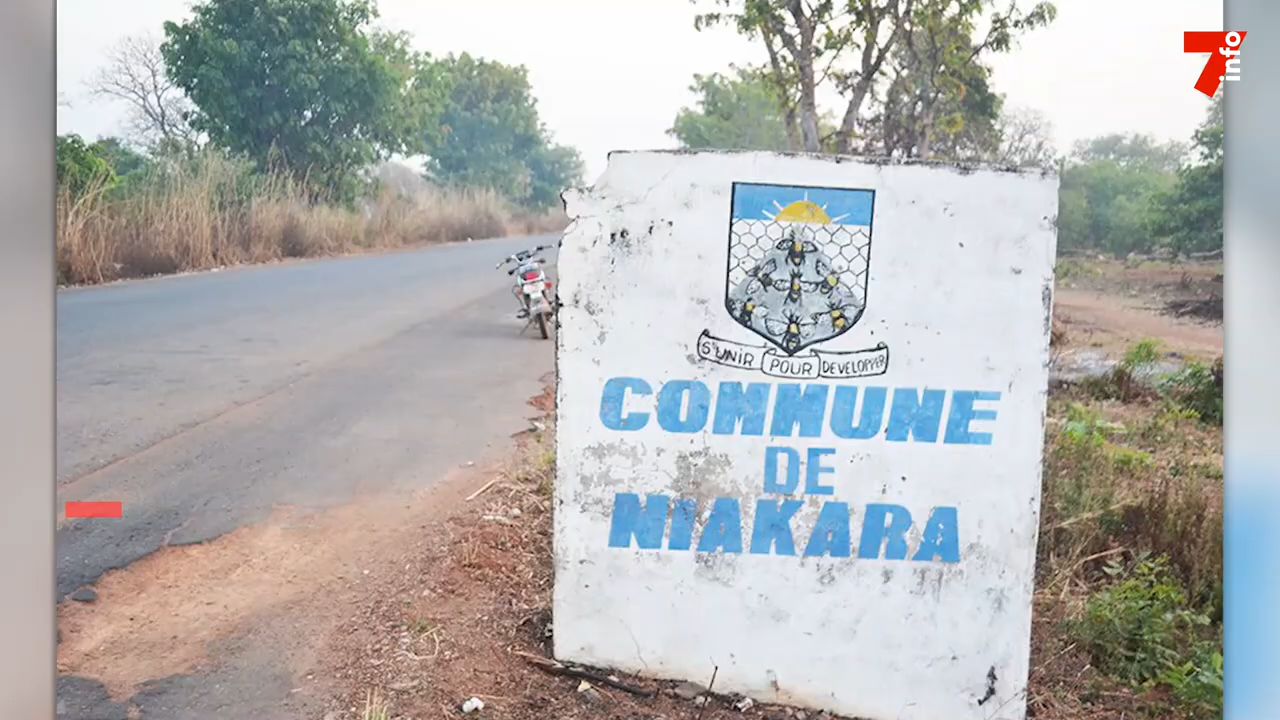 7info
S'UNIR POUR DEVELOPPER
COMMUNE
DE
NIAKARA